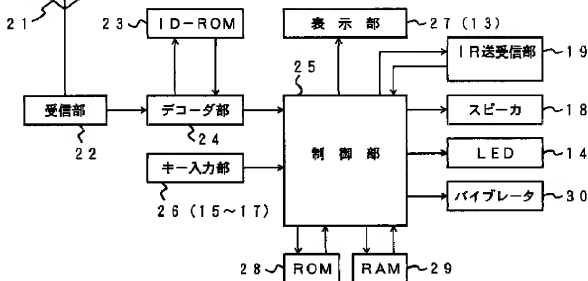 21
23 ID-ROM
表示部 27(13)
25
IR送受信部 19
受信部 22
デコーダ部 24
制御部
スピーカ 18
キー入力部
26(15〜17)
LED 14
バイブレータ 30
28 ROM
RAM 29